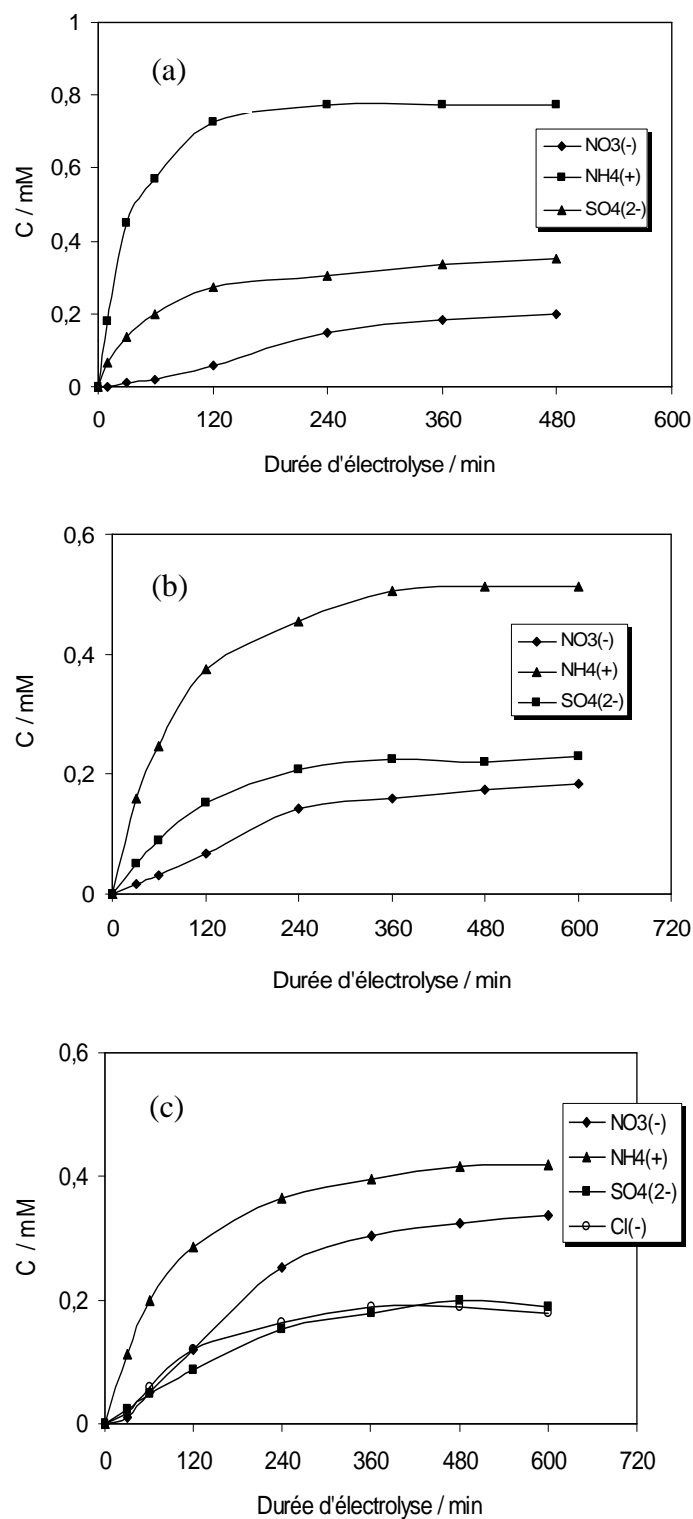 1
(a)
0,8
NO3(-)
NH4(+)
SO4(2-)
0,6
C / mM
0,4
0,2
0
0 120 240 360 480 600
Durée d'électrolyse / min
0,6
(b)
NO3(-)
NH4(+)
SO4(2-)
0,4
C / mM
0,2
0
0 120 240 360 480 600 720
Durée d'électrolyse / min
0,6
(c)
NO3(-)
NH4(+)
SO4(2-)
Cl(-)
0,4
C / mM
0,2
0
0 120 240 360 480 600 720
Durée d'électrolyse / min